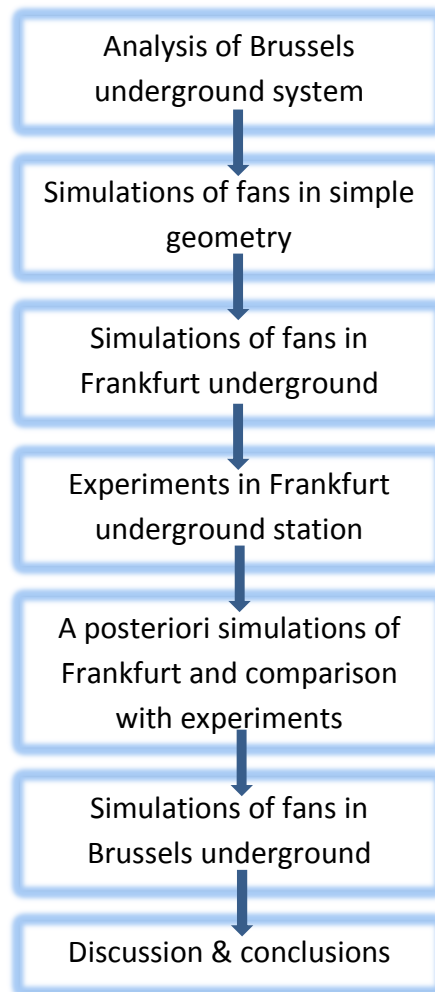 Analysis of Brussels
underground system
Simulations of fans in simple
geometry
Simulations of fans in
Frankfurt underground
Experiments in Frankfurt
underground station
A posteriori simulations of
Frankfurt and comparison
with experiments
Simulations of fans in
Brussels underground
Discussion & conclusions